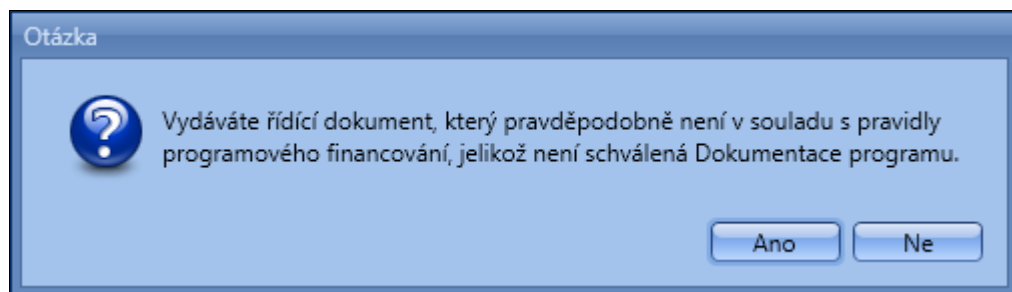 Otázka
Vydáváte řídící dokument, který pravděpodobně není v souladu s pravidly
programového financování, jelikož není schválená Dokumentace programu.
Ano
Ne